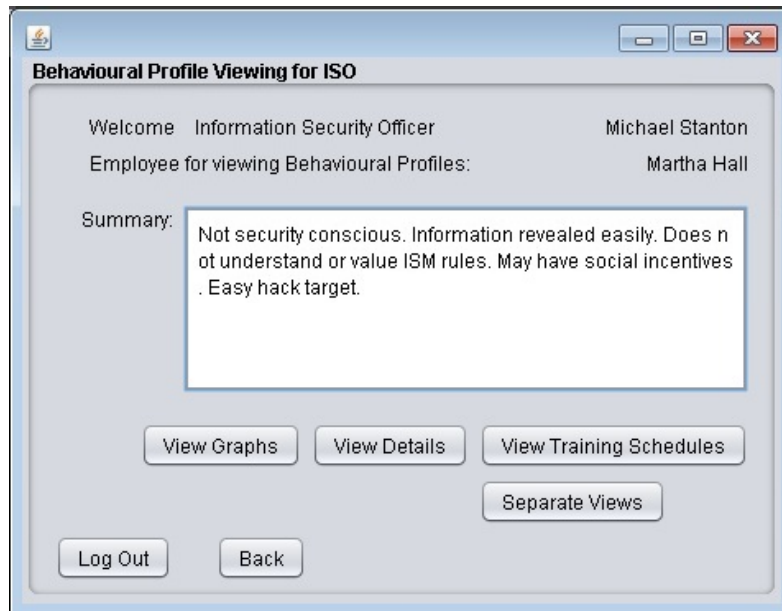 Behavioural Profile Viewing for ISO
Welcome Information Security Officer Michael Stanton
Employee for viewing Behavioural Profiles: Martha Hall
Summary:
Not security conscious. Information revealed easily. Does n
ot understand or value ISM rules. May have social incentives
. Easy hack target.
View Graphs View Details View Training Schedules
Separate Views
Log Out Back